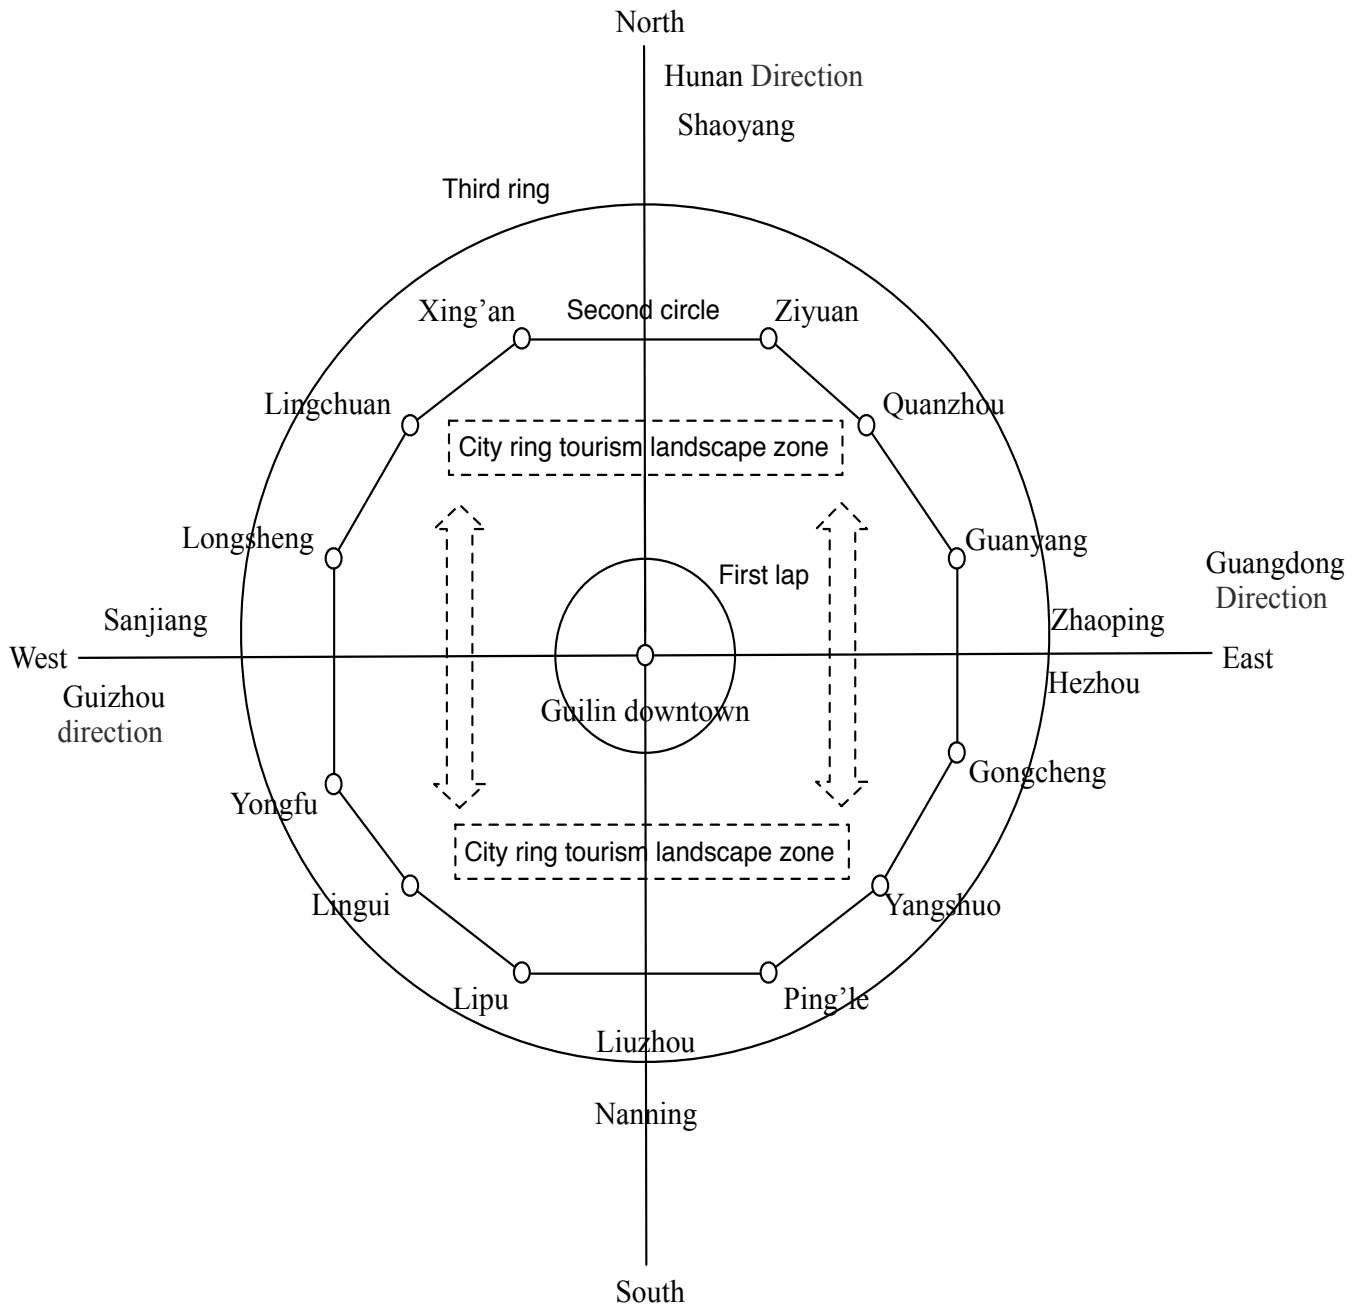 North
Hunan Direction
Shaoyang
Third ring
Xing’an
Second circle
Ziyuan
Lingchuan
Quanzhou
City ring tourism landscape zone
Longsheng
Guanyang
First lap
Guangdong
Direction
Sanjiang
Zhaoping
West
East
Guizhou
direction
Hezhou
Guilin downtown
Gongcheng
Yongfu
City ring tourism landscape zone
Lingui
Yangshuo
Lipu
Ping’le
Liuzhou
Nanning
South